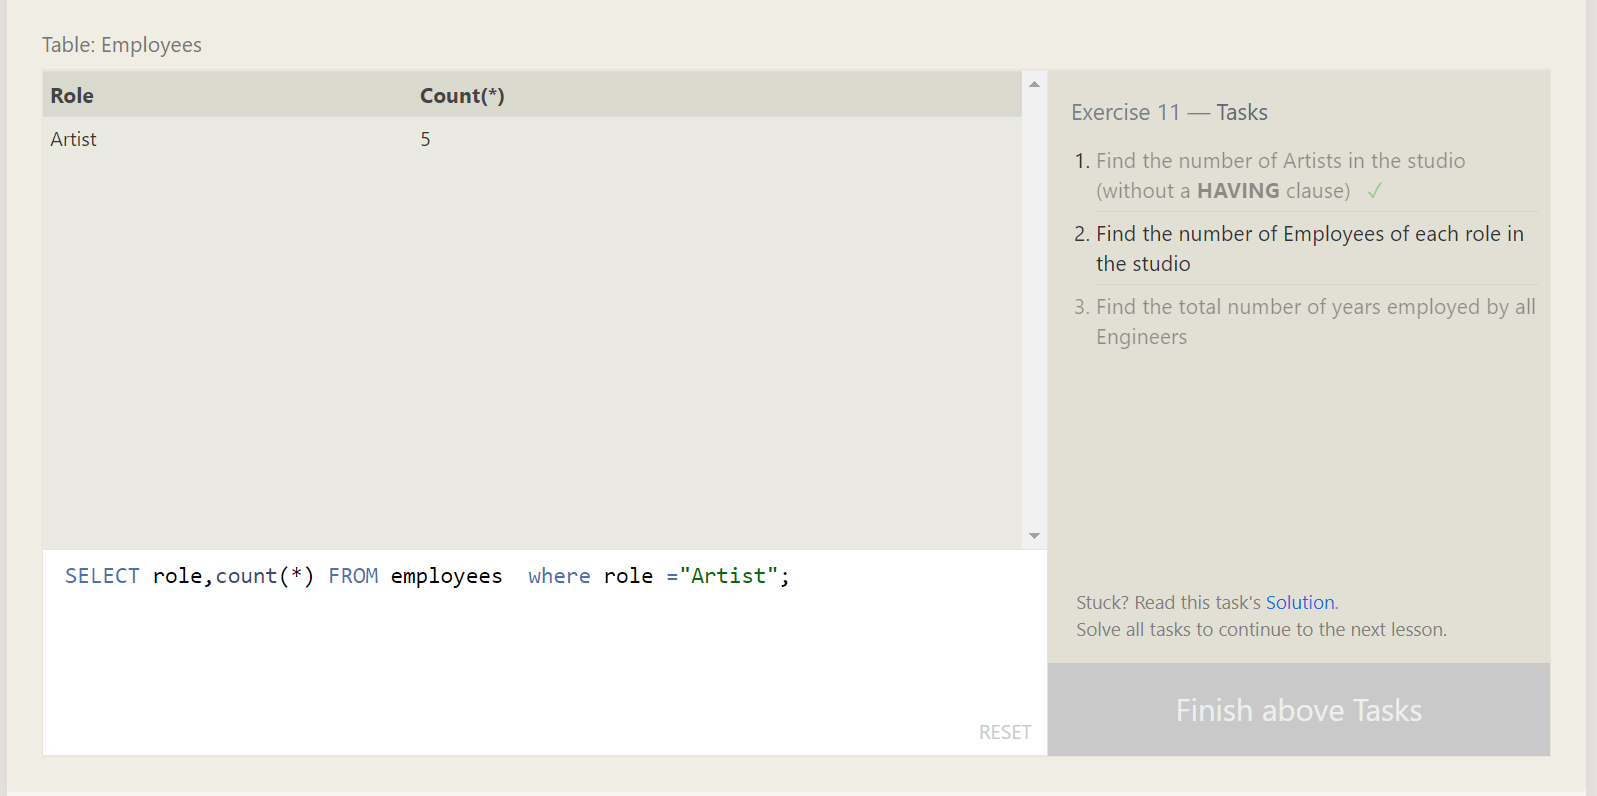 Table: Employees
Role Count(*)
Artist 5
SELECT role,count(*) FROM employees  where role ="Artist";
RESET
Exercise 11 — Tasks
1. Find the number of Artists in the studio
(without a HAVING clause) ✓
2. Find the number of Employees of each role in
the studio
3. Find the total number of years employed by all
Engineers
Stuck? Read this task's Solution.
Solve all tasks to continue to the next lesson.
Finish above Tasks